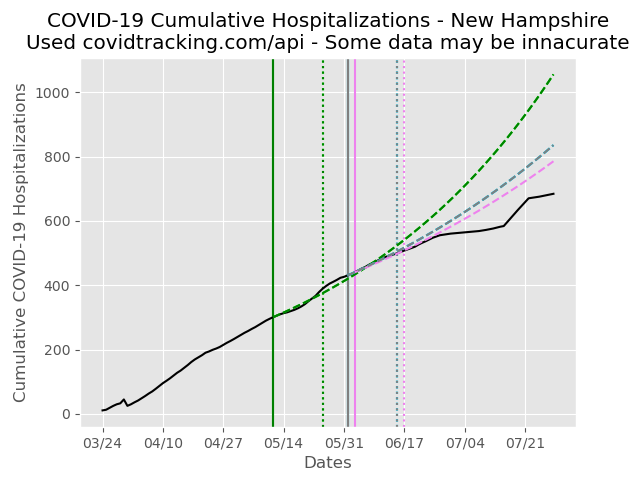 COVID-19 Cumulative Hospitalizations - New Hampshire
Used covidtracking.com/api - Some data may be innacurate
Cumulative COVID-19 Hospitalizations
1000
800
600
400
200
0
03/24 04/10 04/27 05/14 05/31 06/17 07/04 07/21
Dates